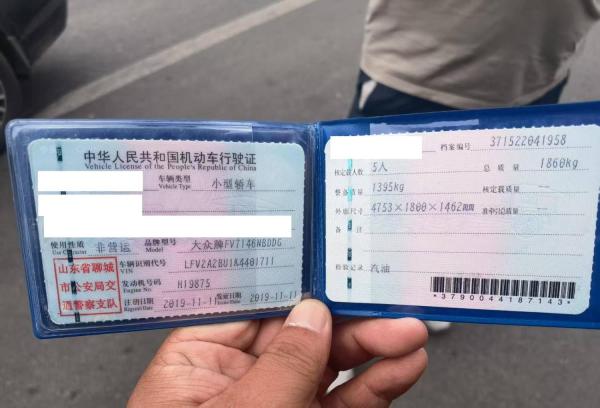 中华人民共和国机动车行驶证
Vehicle License of the People's Republic of China
车辆类型 小型轿车
Vehicle Type
使用性质 非营运 品牌型号 大众牌FV7146NBDDG
Use Character Model
山东省聊城
市公安局交
通警察支队
车辆识别代号 LFV2A2BU1K4401711
VIN
发动机号码 H19875
Engine No.
注册日期 2019-11-11 发证日期 2019-11-11
Register Date Issue Date
档案编号 371522041958
核定载人数 5人 总质量 1860kg
整备质量 1395kg 核定载质量 --
外廓尺寸 4753×1800×1462mm 准牵引总质量 --
备注
检验记录 汽油
*3790044187143*